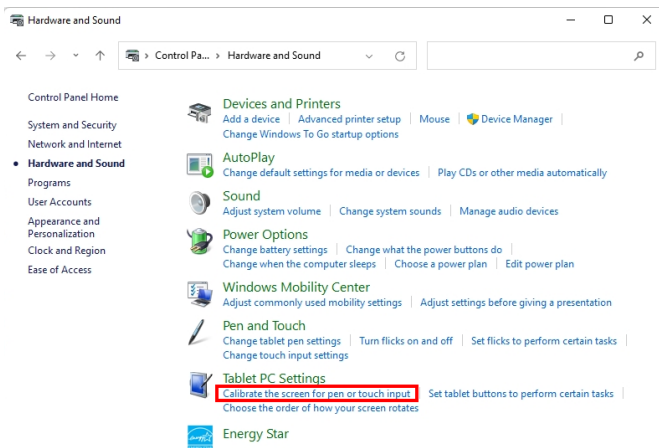 Hardware and Sound
Control Pa... › Hardware and Sound
Control Panel Home
System and Security
Network and Internet
Hardware and Sound
Programs
User Accounts
Appearance and
Personalization
Clock and Region
Ease of Access
Devices and Printers
Add a device | Advanced printer setup | Mouse | Device Manager |
Change Windows To Go startup options
AutoPlay
Change default settings for media or devices | Play CDs or other media automatically
Sound
Adjust system volume | Change system sounds | Manage audio devices
Power Options
Change battery settings | Change what the power buttons do |
Change when the computer sleeps | Choose a power plan | Edit power plan
Windows Mobility Center
Adjust commonly used mobility settings | Adjust settings before giving a presentation
Pen and Touch
Change tablet pen settings | Turn flicks on and off | Set flicks to perform certain tasks |
Change touch input settings
Tablet PC Settings
Calibrate the screen for pen or touch input | Set tablet buttons to perform certain tasks |
Choose the order of how your screen rotates
Energy Star